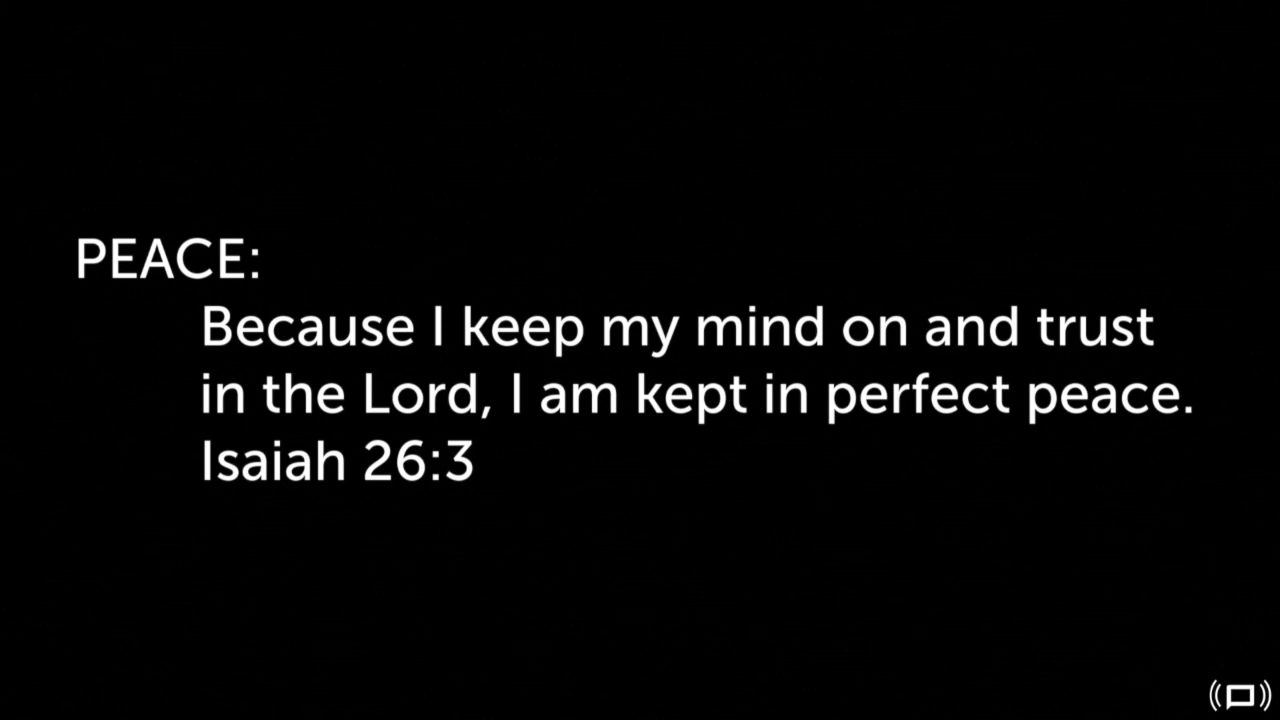 PEACE:
Because I keep my mind on and trust
in the Lord, I am kept in perfect peace.
Isaiah 26:3